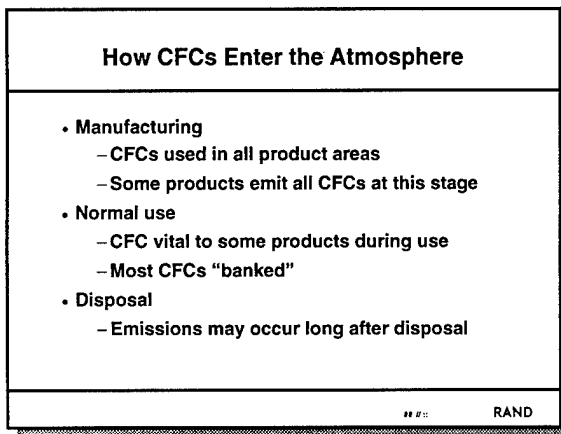 How CFCs Enter the Atmosphere
• Manufacturing
– CFCs used in all product areas
– Some products emit all CFCs at this stage
• Normal use
– CFC vital to some products during use
– Most CFCs “banked”
• Disposal
– Emissions may occur long after disposal
RAND